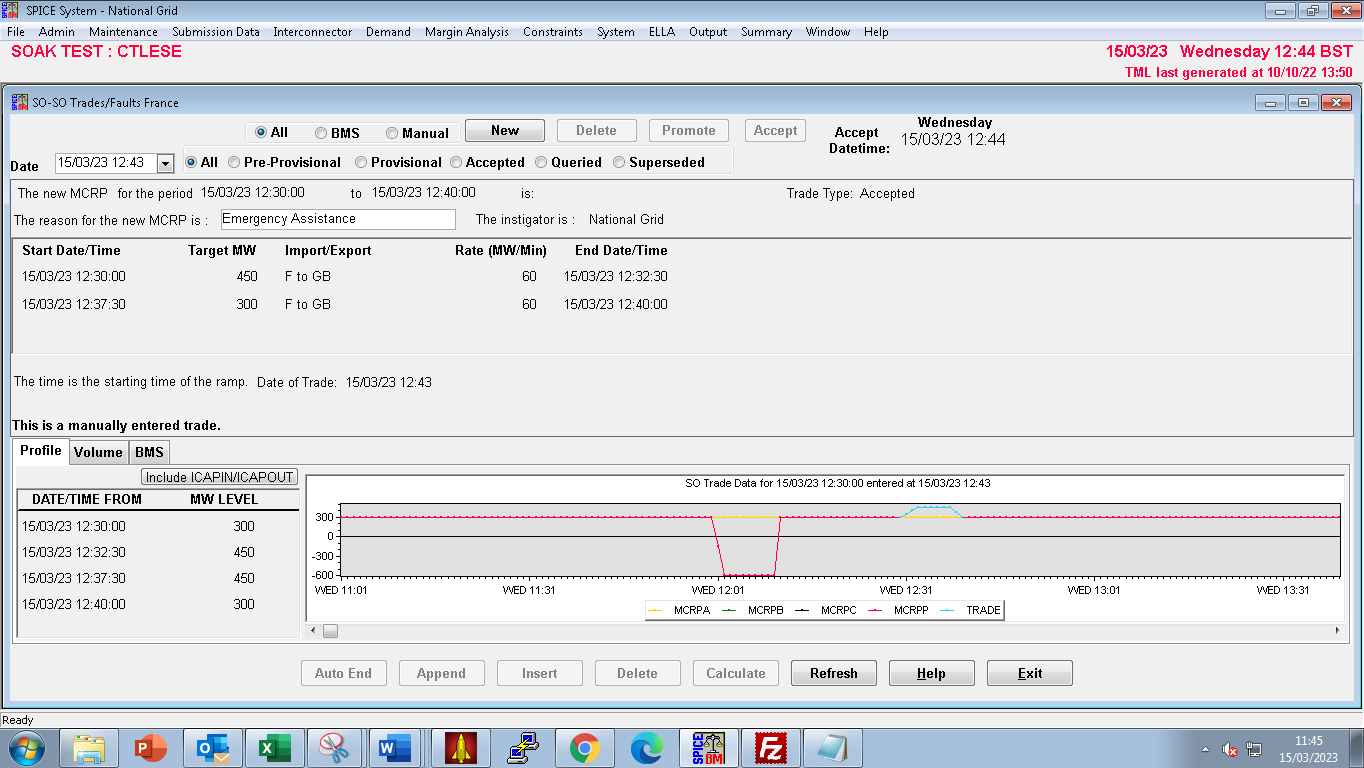 SPICE System - National Grid
File Admin Maintenance Submission Data Interconnector Demand Margin Analysis Constraints System ELLA Output Summary Window Help
SOAK TEST : CTLESE 15/03/23 Wednesday 12:44 BST
TML last generated at 10/10/22 13:50
SO-SO Trades/Faults France
All BMS Manual New Delete Promote Accept Accept Datetime: Wednesday 15/03/23 12:44
Date 15/03/23 12:43 All Pre-Provisional Provisional Accepted Queried Superseded
The new MCRP for the period 15/03/23 12:30:00 to 15/03/23 12:40:00 is: Trade Type: Accepted
The reason for the new MCRP is : Emergency Assistance The instigator is : National Grid
Start Date/Time Target MW Import/Export Rate (MW/Min) End Date/Time
15/03/23 12:30:00 450 F to GB 60 15/03/23 12:32:30
15/03/23 12:37:30 300 F to GB 60 15/03/23 12:40:00
The time is the starting time of the ramp. Date of Trade: 15/03/23 12:43
This is a manually entered trade.
Profile Volume BMS
Include ICAPIN/ICAPOUT
DATE/TIME FROM MW LEVEL
15/03/23 12:30:00 300
15/03/23 12:32:30 450
15/03/23 12:37:30 450
15/03/23 12:40:00 300
SO Trade Data for 15/03/23 12:30:00 entered at 15/03/23 12:43
300
0
-300
-600
WED 11:01 WED 11:31 WED 12:01 WED 12:31 WED 13:01 WED 13:31
MCRPA MCRPB MCRPC MCRPP TRADE
Auto End Append Insert Delete Calculate Refresh Help Exit
Ready
SPICE BMI
FZ
11:45
15/03/2023